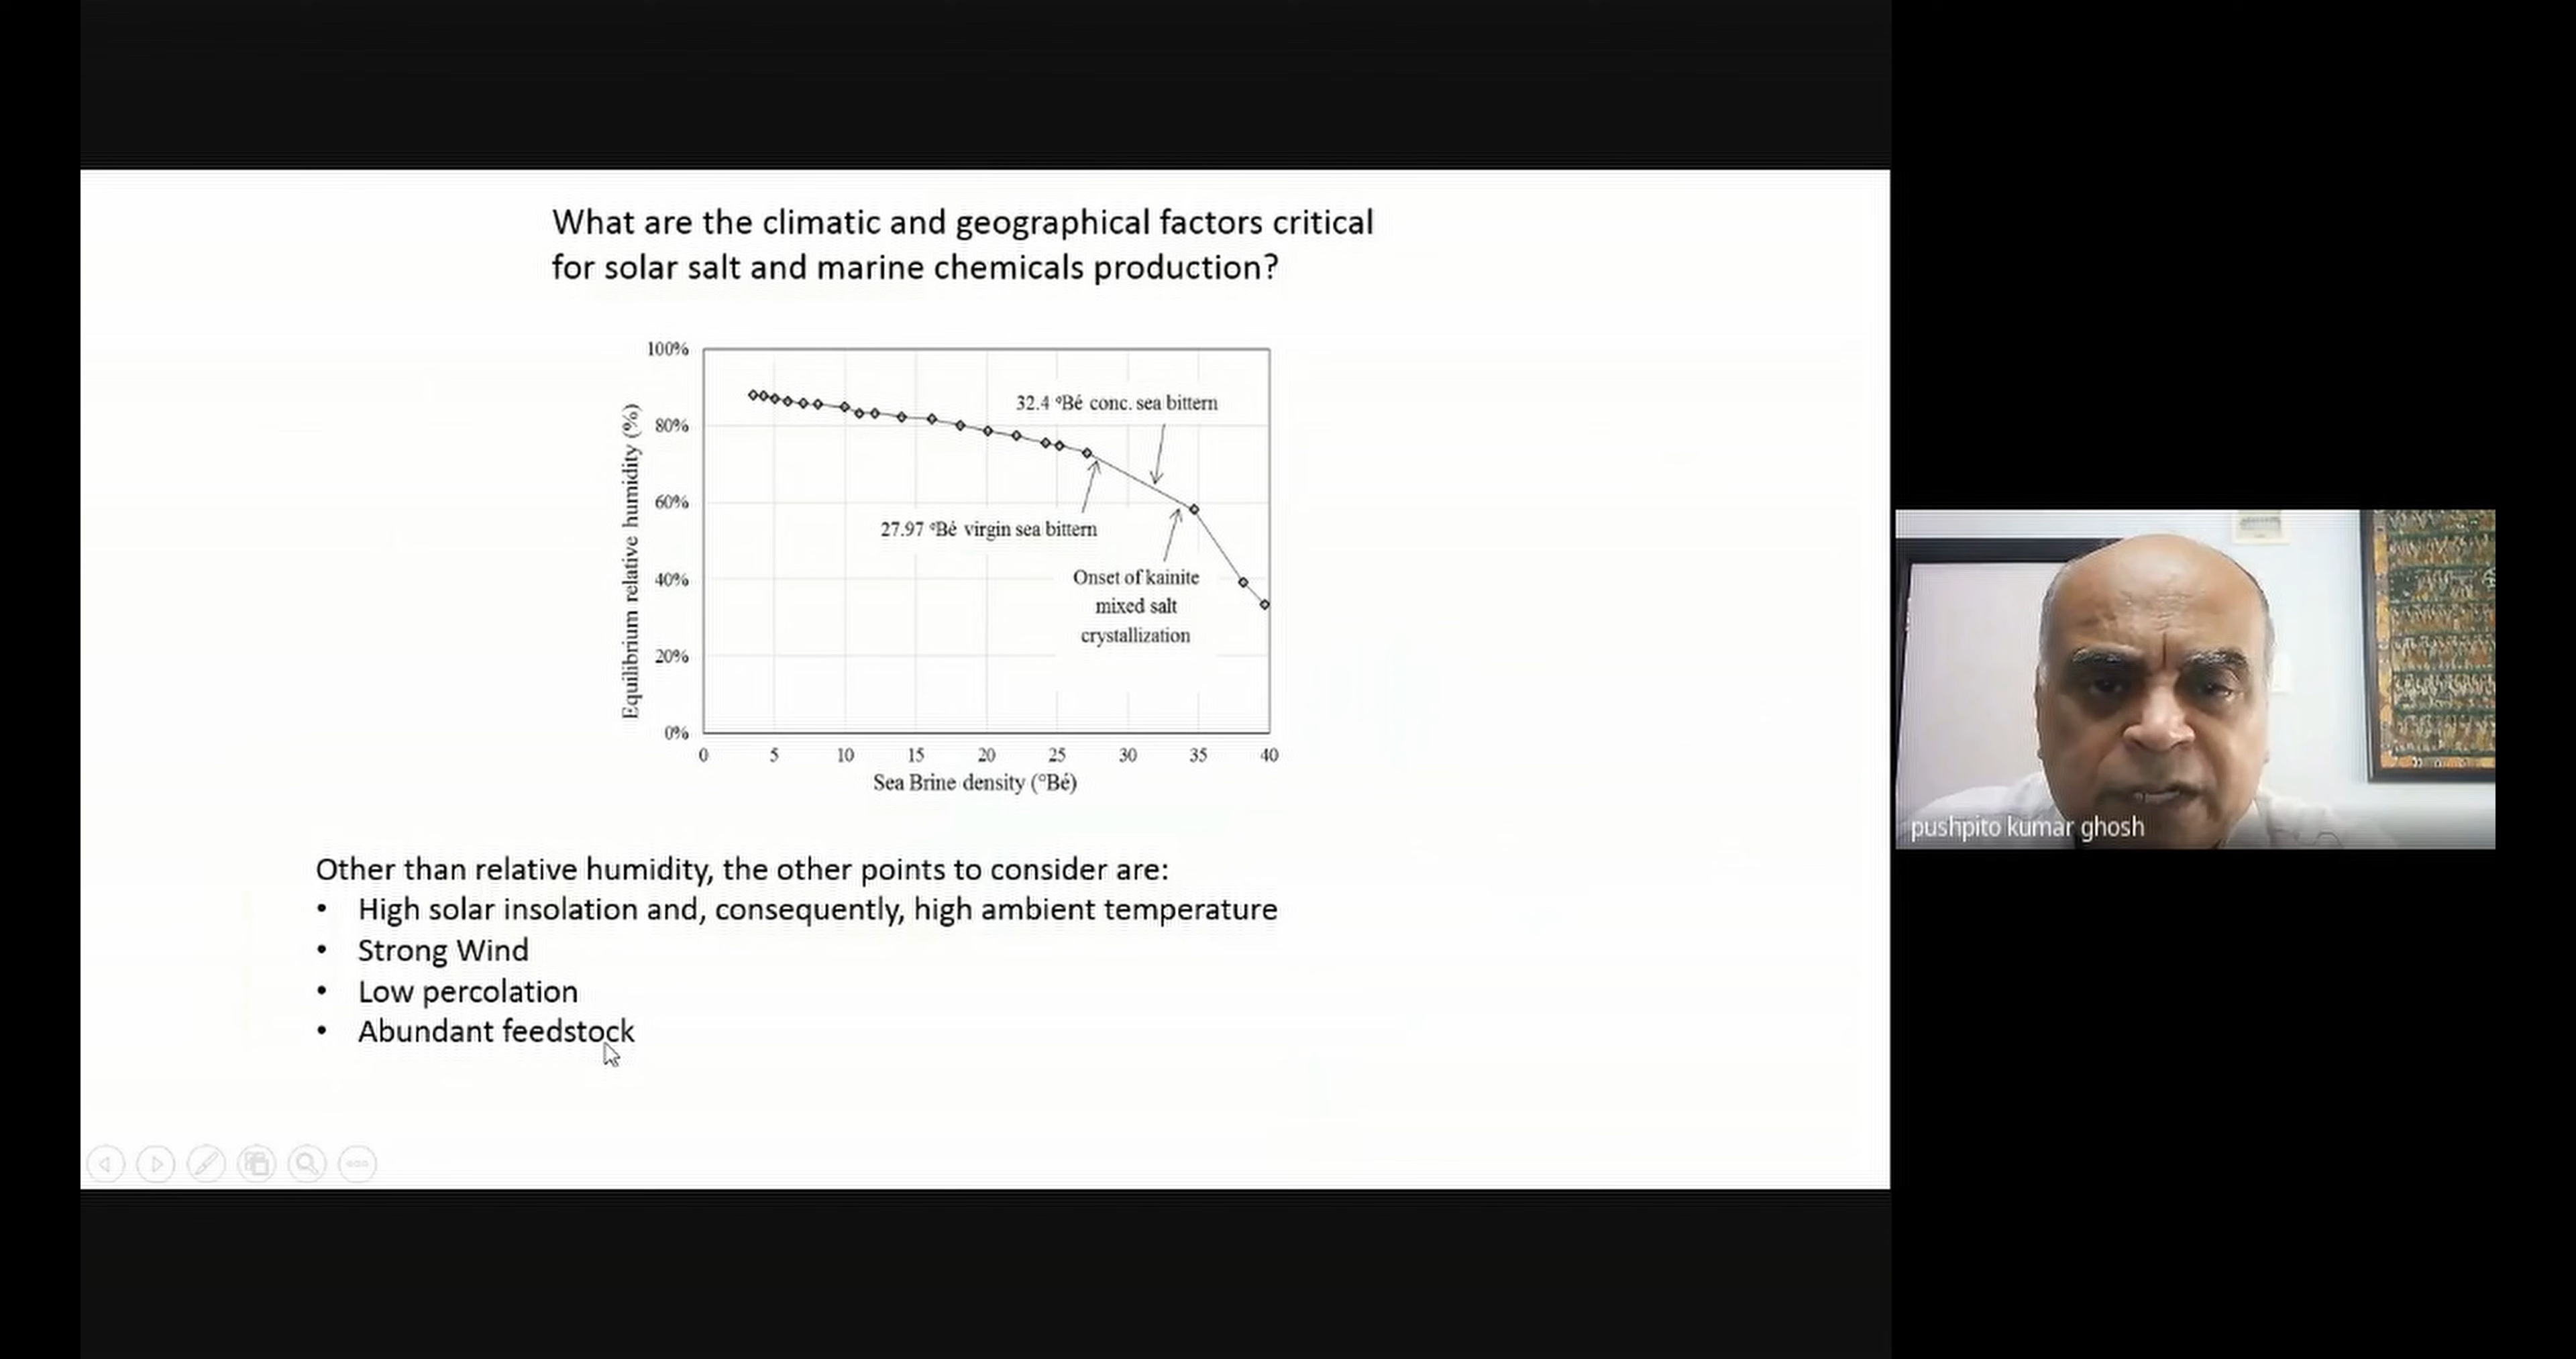 What are the climatic and geographical factors critical
for solar salt and marine chemicals production?
100%
80%
60%
40%
20%
0%
Equilibrium relative humidity (%)
32.4 °Bé conc. sea bittern
27.97 °Bé virgin sea bittern
Onset of kainite
mixed salt
crystallization
0 5 10 15 20 25 30 35 40
Sea Brine density (°Bé)
Other than relative humidity, the other points to consider are:
• High solar insolation and, consequently, high ambient temperature
• Strong Wind
• Low percolation
• Abundant feedstock
pushpito kumar ghosh